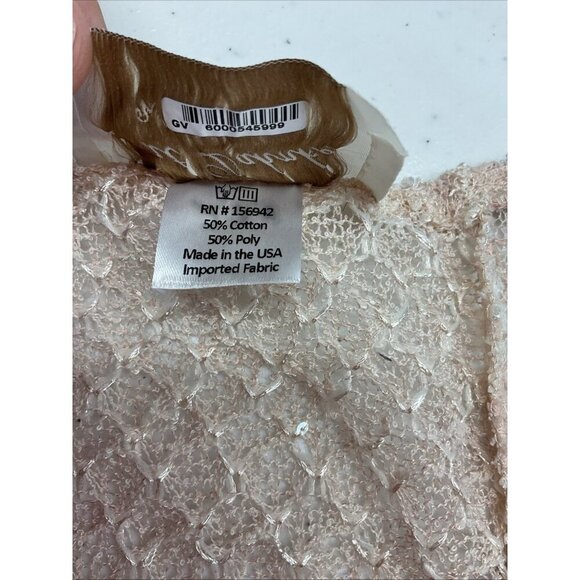 GV 6000545999
RN # 156942
50% Cotton
50% Poly
Made in the USA
Imported Fabric